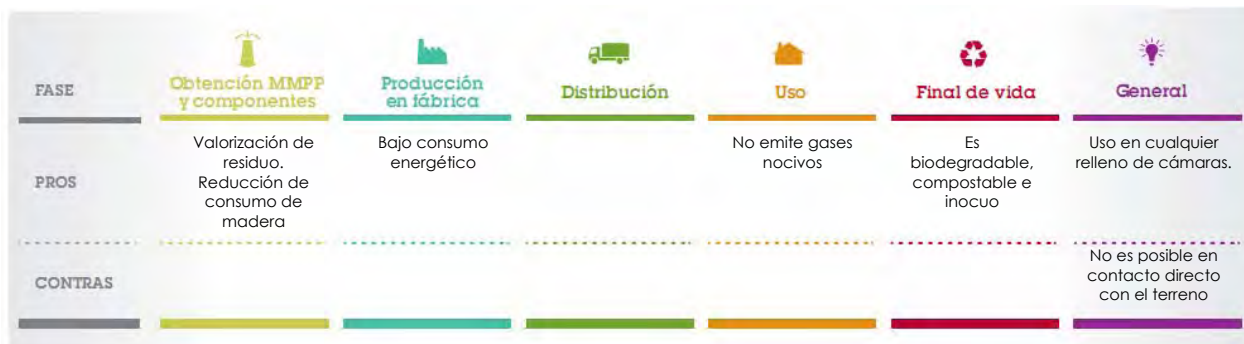 FASE
Obtención MMPP
y componentes
Producción
en fábrica
Distribución
Uso
Final de vida
General
PROS
Valorización de
residuo.
Reducción de
consumo de
madera
Bajo consumo
energético
No emite gases
nocivos
Es
biodegradable,
compostable e
inocuo
Uso en cualquier
relleno de cámaras.
CONTRAS
No es posible en
contacto directo
con el terreno